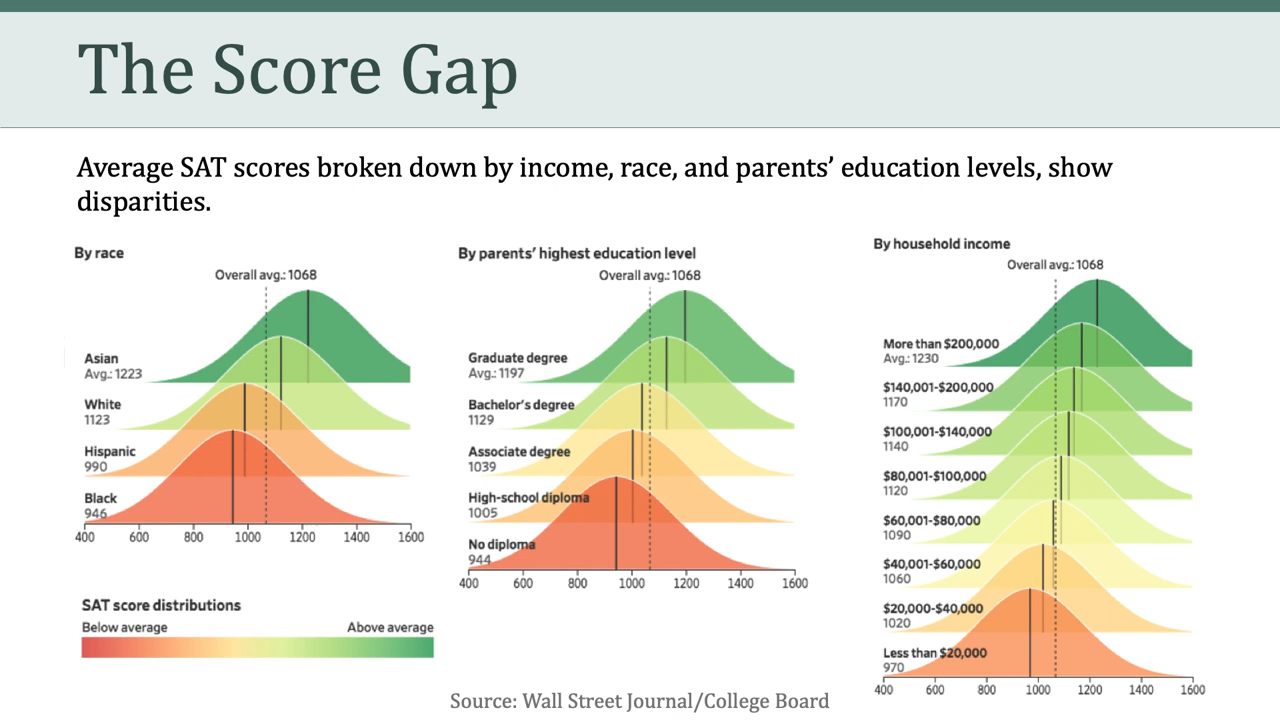 The Score Gap
Average SAT scores broken down by income, race, and parents’ education levels, show
disparities.
By race
Overall avg.: 1068
Asian
Avg.: 1223
White
1123
Hispanic
990
Black
946
400 600 800 1000 1200 1400 1600
SAT score distributions
Below average Above average
By parents’ highest education level
Overall avg.: 1068
Graduate degree
Avg.: 1197
Bachelor’s degree
1129
Associate degree
1039
High-school diploma
1005
No diploma
944
400 600 800 1000 1200 1400 1600
By household income
Overall avg.: 1068
More than $200,000
Avg.: 1230
$140,001-$200,000
1170
$100,001-$140,000
1140
$80,001-$100,000
1120
$60,001-$80,000
1090
$40,001-$60,000
1060
$20,000-$40,000
1020
Less than $20,000
970
400 600 800 1000 1200 1400 1600
Source: Wall Street Journal/College Board